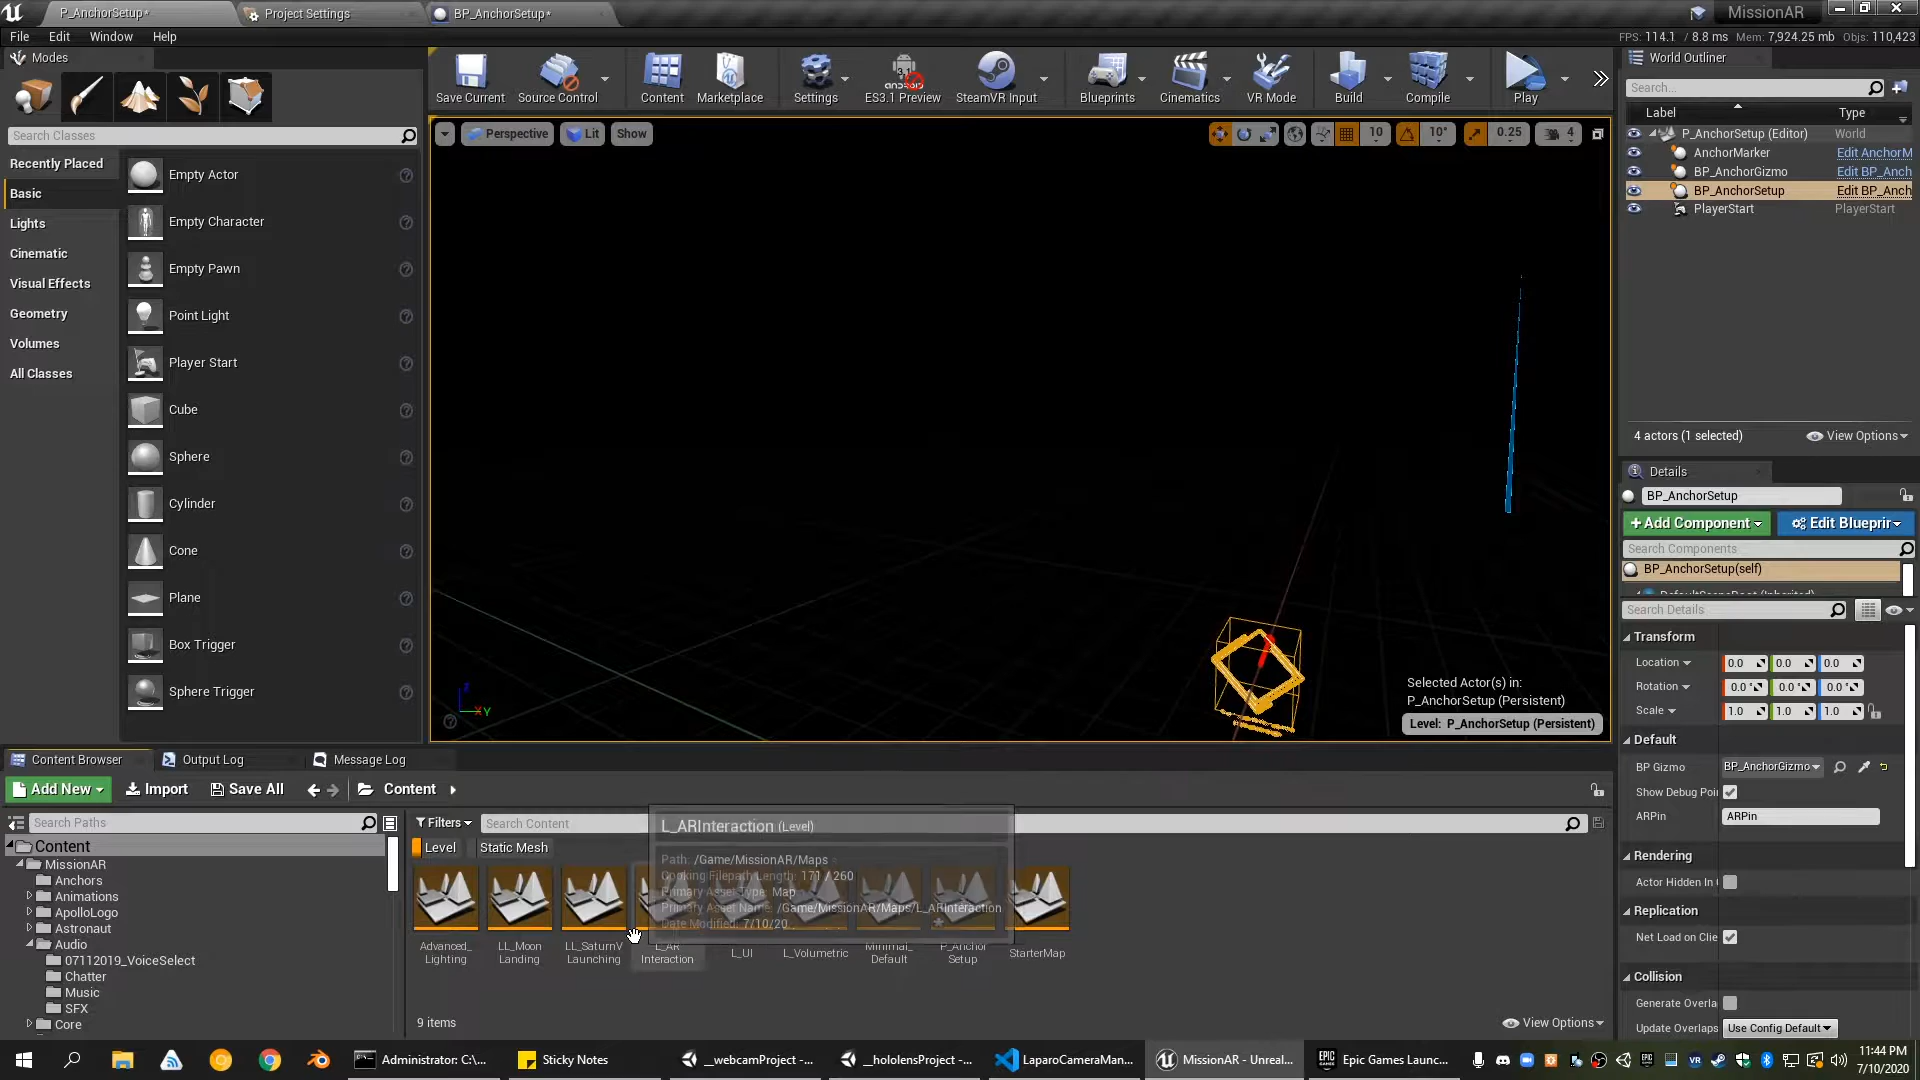 P_AnchorSetup*
Project Settings
BP_AnchorSetup*
MissionAR
File Edit Window Help
FPS: 114.1 / 8.8 ms Mem: 7,924.25 mb Objs: 110,423
Modes
Search Classes
Recently Placed
Basic
Lights
Cinematic
Visual Effects
Geometry
Volumes
All Classes
Empty Actor
Empty Character
Empty Pawn
Point Light
Player Start
Cube
Sphere
Cylinder
Cone
Plane
Box Trigger
Sphere Trigger
Save Current
Source Control
Content
Marketplace
Settings
ES3.1 Preview
SteamVR Input
Blueprints
Cinematics
VR Mode
Build
Compile
Play
Perspective Lit Show
10 10° 0.25 4
Selected Actor(s) in:
P_AnchorSetup (Persistent)
Level: P_AnchorSetup (Persistent)
World Outliner
Search...
Label Type
P_AnchorSetup (Editor) World
AnchorMarker Edit AnchorM
BP_AnchorGizmo Edit BP_Anch
BP_AnchorSetup Edit BP_Anch
PlayerStart PlayerStart
4 actors (1 selected) View Options
Details
BP_AnchorSetup
+Add Component Edit Blueprir
Search Components
BP_AnchorSetup(self)
DefaultSceneRoot (Inherited)
Search Details
Transform
Location 0.0 0.0 0.0
Rotation 0.0 ° 0.0 ° 0.0 °
Scale 1.0 1.0 1.0
Default
BP Gizmo BP_AnchorGizmo
Show Debug Poi
ARPin ARPin
Rendering
Actor Hidden In
Replication
Net Load on Clie
Collision
Generate Overla
Update Overlaps Use Config Default
Content Browser
Output Log
Message Log
Add New Import Save All Content
Search Paths
Content
MissionAR
Anchors
Animations
ApolloLogo
Astronaut
Audio
07112019_VoiceSelect
Chatter
Music
SFX
Core
Filters Search Content
Level Static Mesh
L_ARInteraction (Level)
Path: /Game/MissionAR/Maps
Cooking Filepath Length: 171 / 260
Primary Asset Type: Map
Primary Asset Name: /Game/MissionAR/Maps/L_ARInteraction
Date Modified: 7/10/20
Advanced_
Lighting
LL_Moon
Landing
LL_SaturnV
Launching
L_AR
Interaction
L_UI
L_Volumetric
Minimal_
Default
P_Anchor
Setup
StarterMap
9 items View Options
Administrator: C:\...
Sticky Notes
__webcamProject -...
__hololensProject -...
LaparoCameraMan...
MissionAR - Unreal...
Epic Games Launc...
11:44 PM
7/10/2020